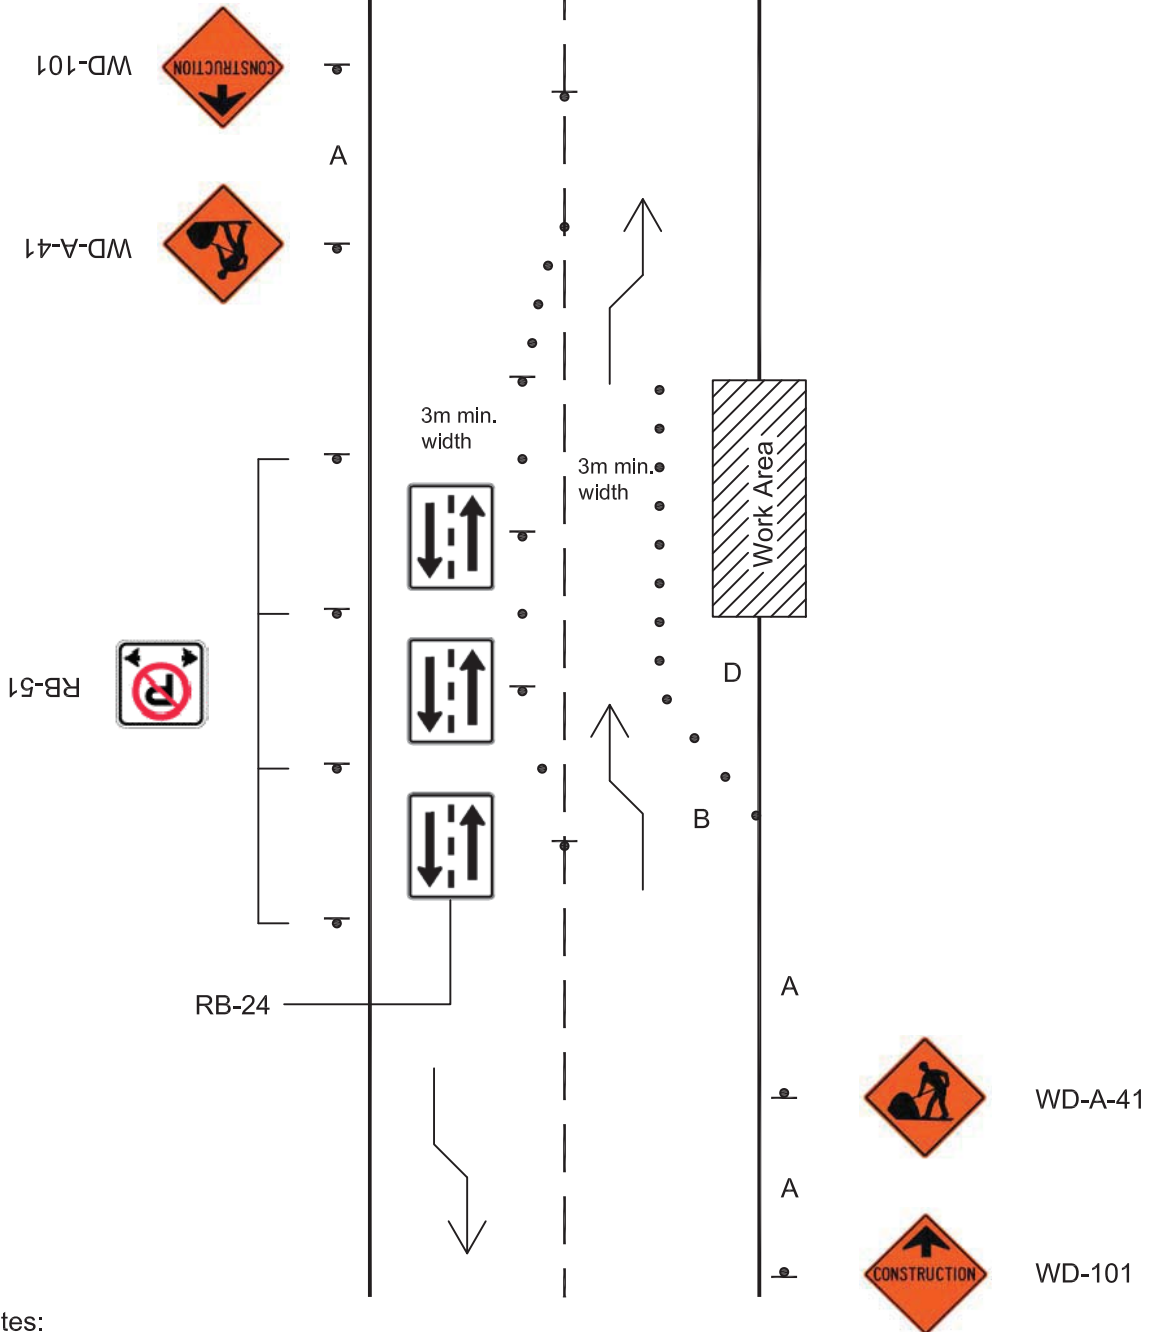 WD-101
CONSTRUCTION
A
WD-A-41
3m min.
width
3m min.
width
Work Area
D
RB-51
P
B
RB-24
A
WD-A-41
A
CONSTRUCTION
WD-101
tes: